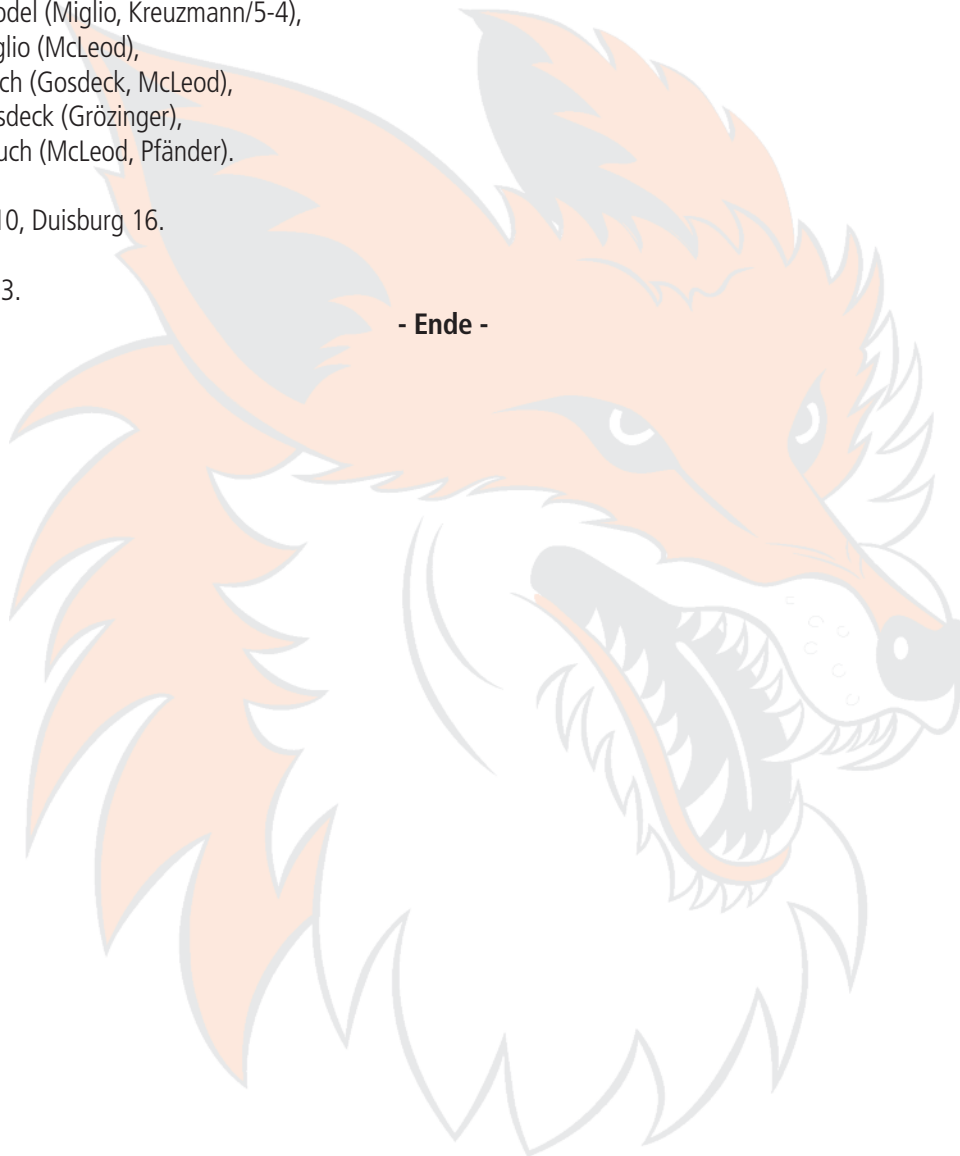 odel (Miglio, Kreuzmann/5-4),
glio (McLeod),
ch (Gosdeck, McLeod),
sdeck (Grözinger),
uch (McLeod, Pfänder).
10, Duisburg 16.
3.
- Ende -